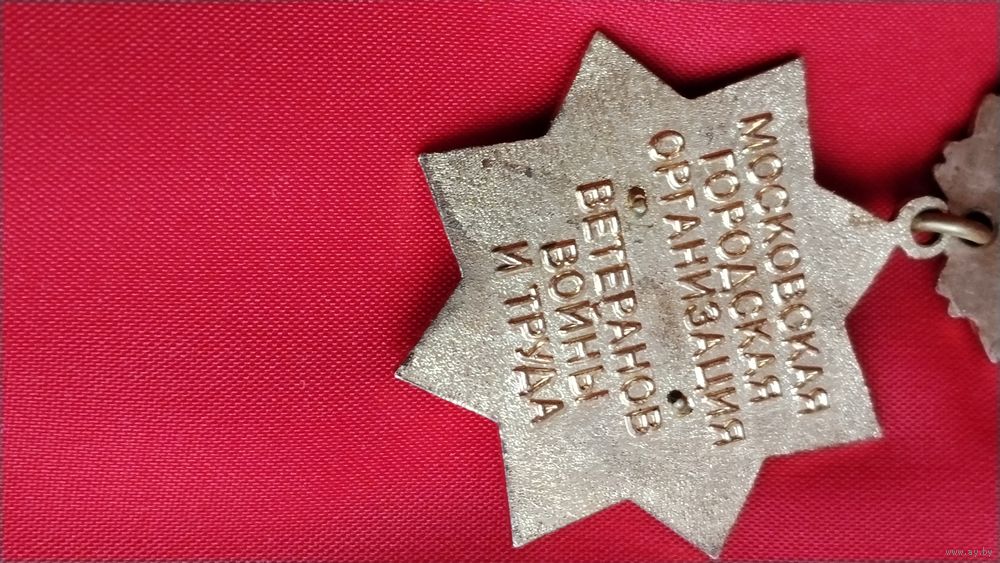 МОСКОВСКАЯ
ГОРОДСКАЯ
ОРГАНИЗАЦИЯ
ВЕТЕРАНОВ
ВОЙНЫ
И ТРУДА
www.ay.by